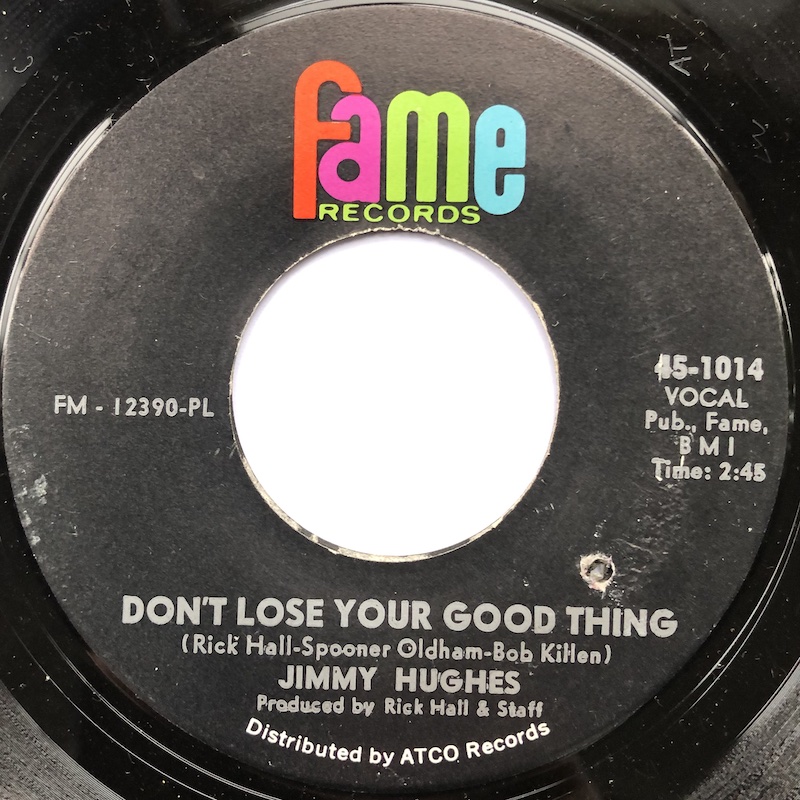 fame
RECORDS
FM - 12390-PL
45-1014
VOCAL
Pub., Fame,
B M I
Time: 2:45
DON'T LOSE YOUR GOOD THING
(Rick Hall-Spooner Oldham-Bob Killen)
JIMMY HUGHES
Produced by Rick Hall & Staff
Distributed by ATCO Records
AT
W